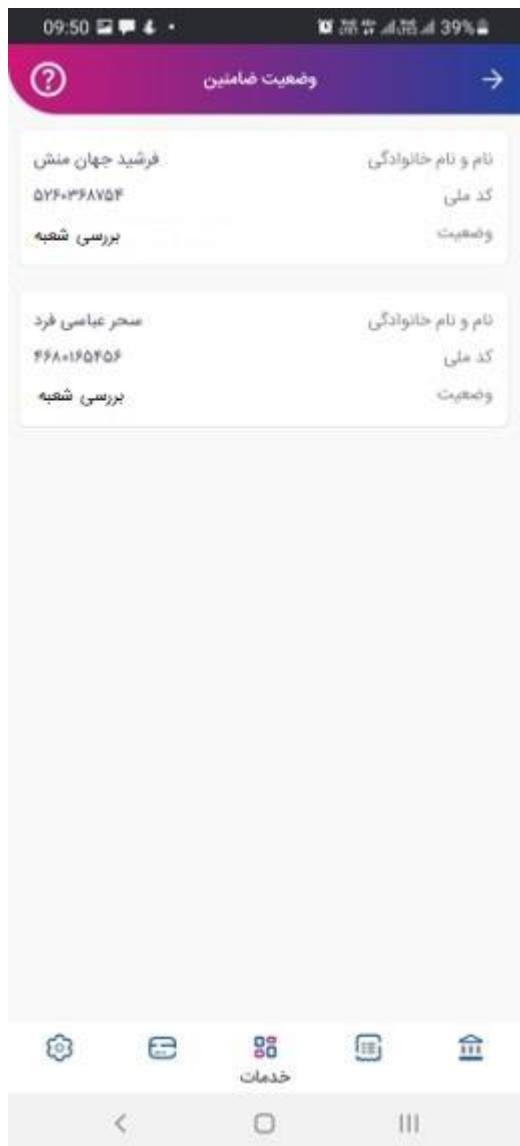 09:50
39%
وضعیت ضامنین
نام و نام خانوادگی فرشید جهان منش
کد ملی ۵۲۶۰۳۶۸۷۵۴
وضعیت بررسی شعبه
نام و نام خانوادگی سحر عباسی فرد
کد ملی ۴۶۸۰۱۶۵۴۵۶
وضعیت بررسی شعبه
خدمات